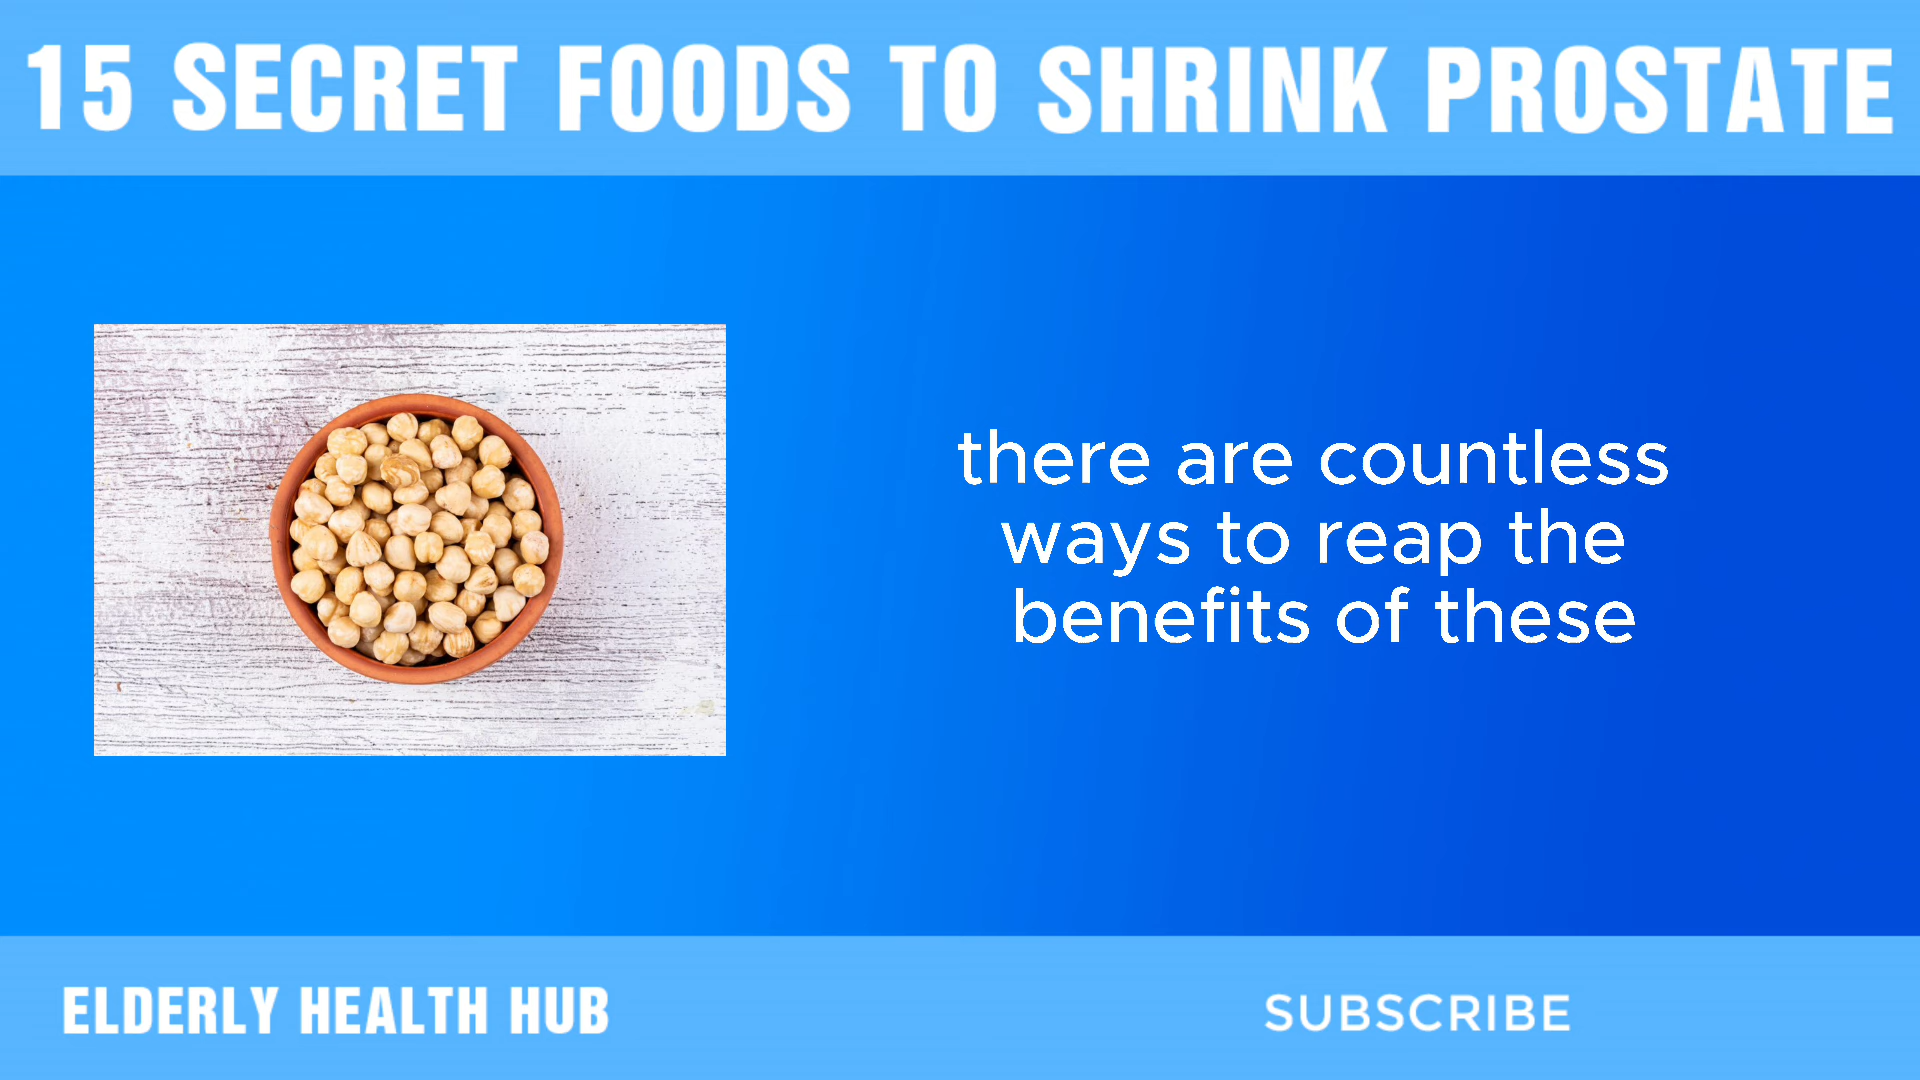 15 SECRET FOODS TO SHRINK PROSTATE
there are countless
ways to reap the
benefits of these
ELDERLY HEALTH HUB
SUBSCRIBE